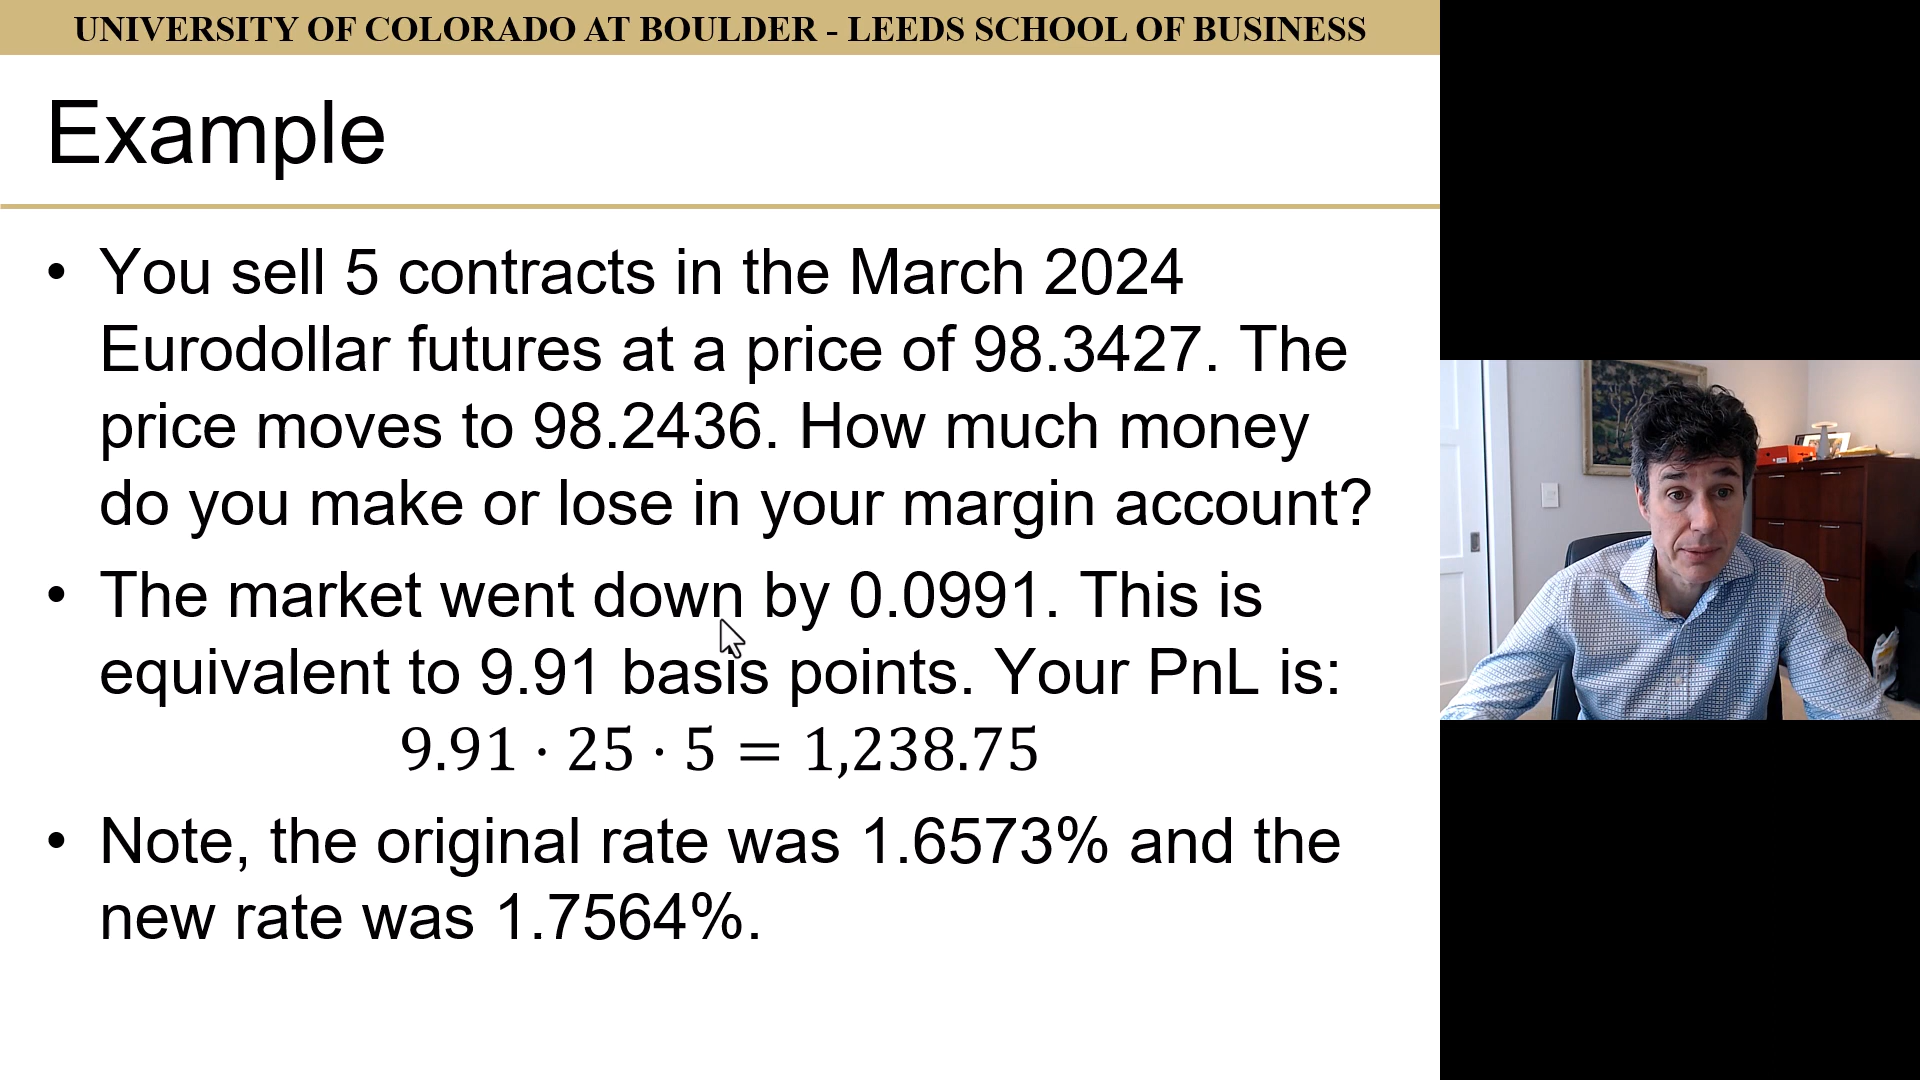 UNIVERSITY OF COLORADO AT BOULDER - LEEDS SCHOOL OF BUSINESS
Example
• You sell 5 contracts in the March 2024
Eurodollar futures at a price of 98.3427. The
price moves to 98.2436. How much money
do you make or lose in your margin account?
• The market went down by 0.0991. This is
equivalent to 9.91 basis points. Your PnL is:
9.91 · 25 · 5 = 1,238.75
• Note, the original rate was 1.6573% and the
new rate was 1.7564%.